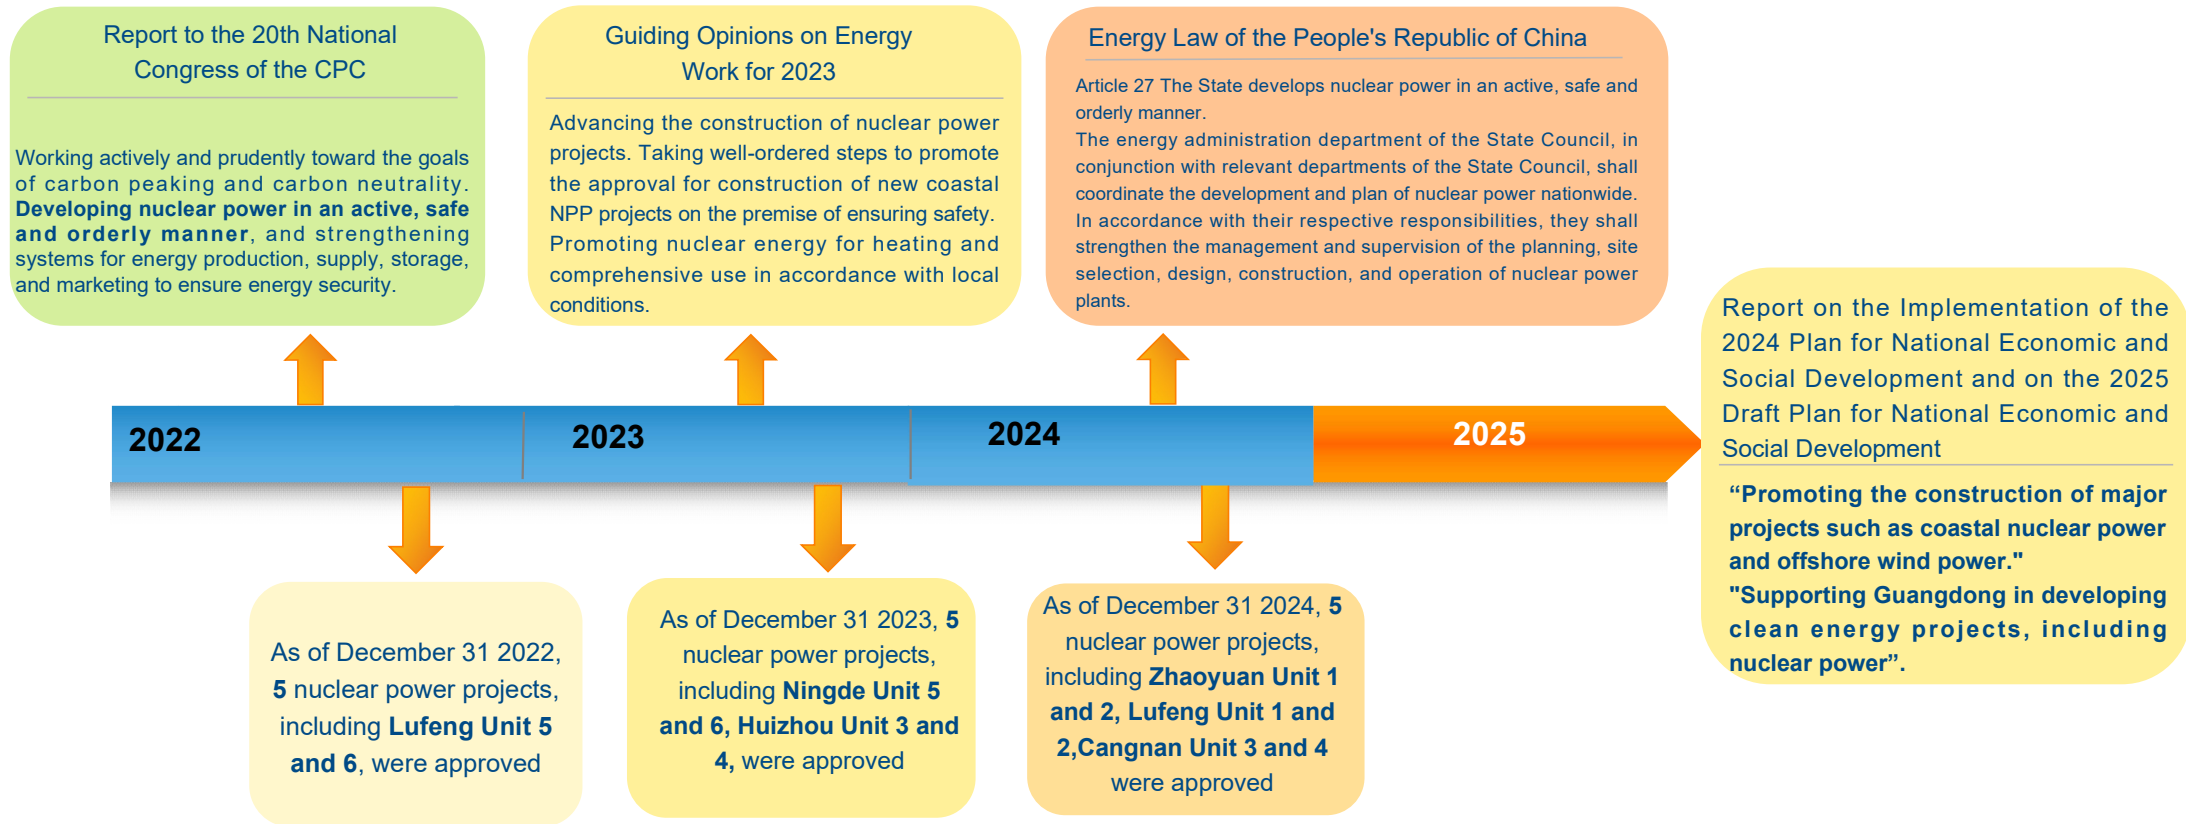 Report to the 20th National
Congress of the CPC
Working actively and prudently toward the goals
of carbon peaking and carbon neutrality.
Developing nuclear power in an active, safe
and orderly manner, and strengthening
systems for energy production, supply, storage,
and marketing to ensure energy security.
Guiding Opinions on Energy
Work for 2023
Advancing the construction of nuclear power
projects. Taking well-ordered steps to promote
the approval for construction of new coastal
NPP projects on the premise of ensuring safety.
Promoting nuclear energy for heating and
comprehensive use in accordance with local
conditions.
Energy Law of the People's Republic of China
Article 27 The State develops nuclear power in an active, safe and
orderly manner.
The energy administration department of the State Council, in
conjunction with relevant departments of the State Council, shall
coordinate the development and plan of nuclear power nationwide.
In accordance with their respective responsibilities, they shall
strengthen the management and supervision of the planning, site
selection, design, construction, and operation of nuclear power
plants.
2022
2023
2024
2025
Report on the Implementation of the
2024 Plan for National Economic and
Social Development and on the 2025
Draft Plan for National Economic and
Social Development
“Promoting the construction of major
projects such as coastal nuclear power
and offshore wind power."
"Supporting Guangdong in developing
clean energy projects, including
nuclear power”.
As of December 31 2022,
5 nuclear power projects,
including Lufeng Unit 5
and 6, were approved
As of December 31 2023, 5
nuclear power projects,
including Ningde Unit 5
and 6, Huizhou Unit 3 and
4, were approved
As of December 31 2024, 5
nuclear power projects,
including Zhaoyuan Unit 1
and 2, Lufeng Unit 1 and
2,Cangnan Unit 3 and 4
were approved